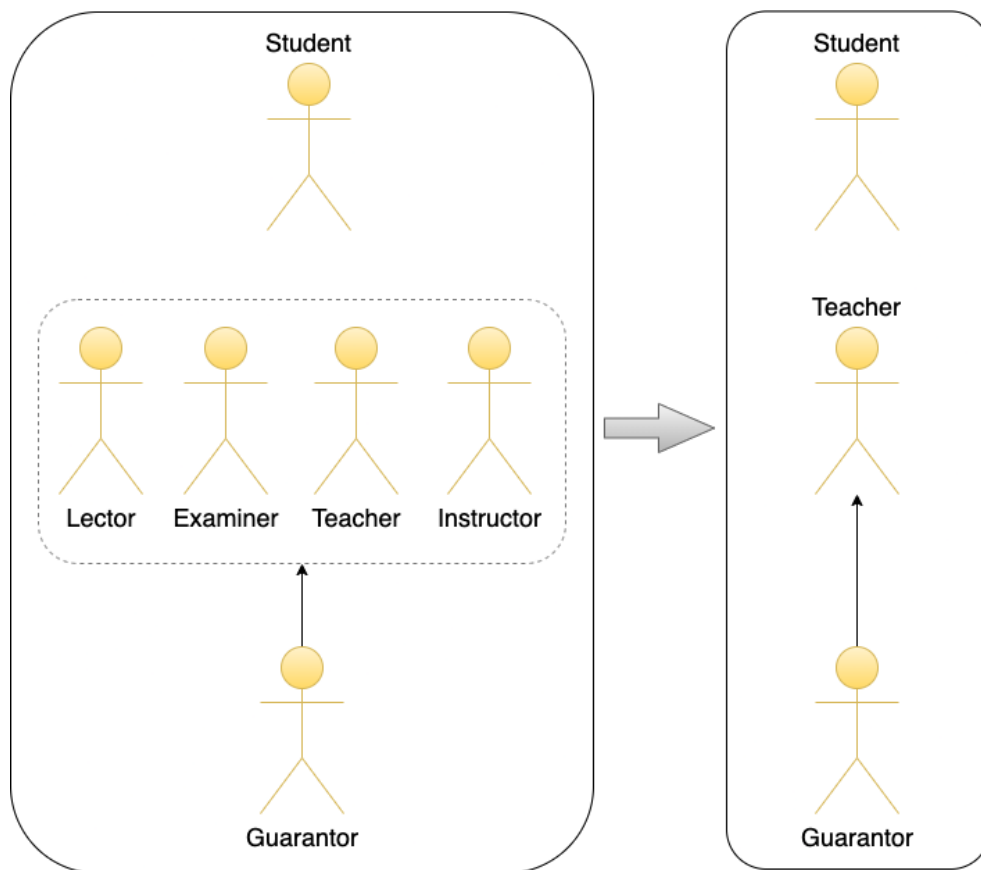 Student
Student
Teacher
Lector
Examiner
Teacher
Instructor
Guarantor
Guarantor